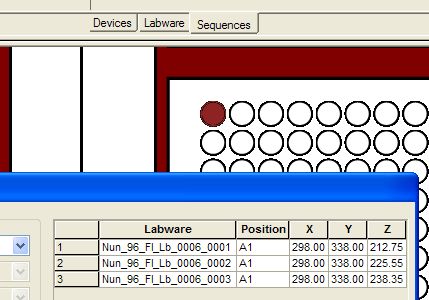 Devices Labware Sequences
Labware Position X Y Z
1 Nun_96_Fl_Lb_0006_0001 A1 298.00 338.00 212.75
2 Nun_96_Fl_Lb_0006_0002 A1 298.00 338.00 225.55
3 Nun_96_Fl_Lb_0006_0003 A1 298.00 338.00 238.35